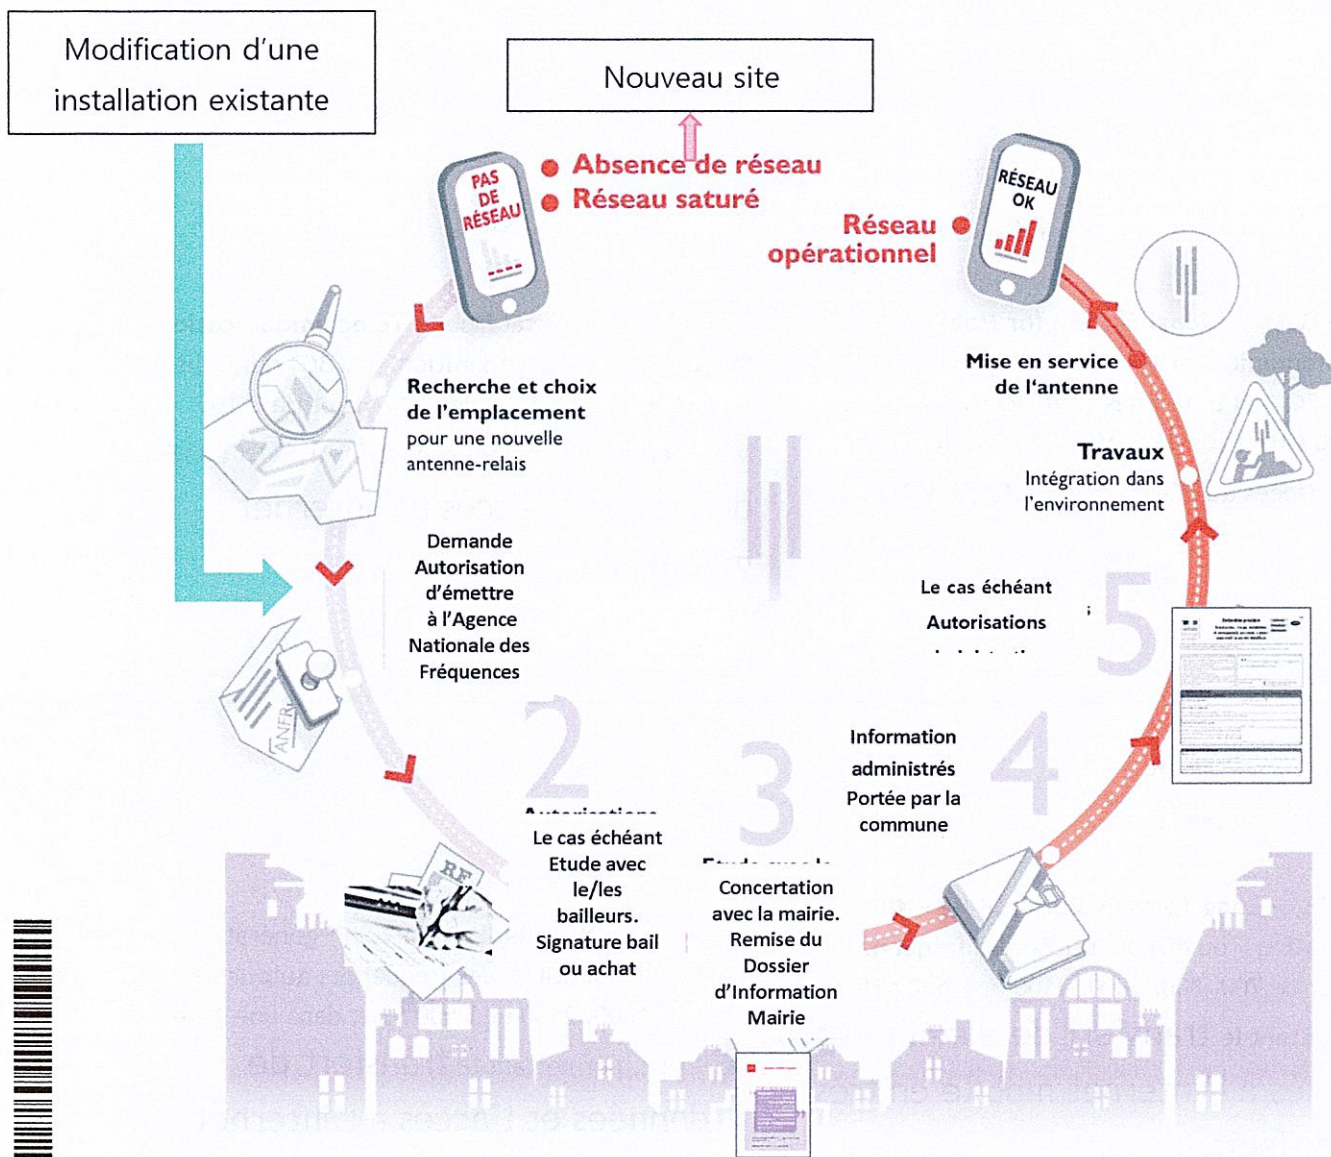 Modification d'une
installation existante
Nouveau site
PAS
DE
RÉSEAU
Absence de réseau
Réseau saturé
Réseau
opérationnel
RÉSEAU
OK
Mise en service
de l'antenne
Recherche et choix
de l'emplacement
pour une nouvelle
antenne-relais
Travaux
Intégration dans
l'environnement
Demande
Autorisation
d'émettre
à l'Agence
Nationale des
Fréquences
ANFR
Le cas échéant
Autorisations
5
2
3
4
Information
administrés
Portée par la
commune
RF
Le cas échéant
Etude avec
le/les
bailleurs.
Signature bail
ou achat
Concertation
avec la mairie.
Remise du
Dossier
d'Information
Mairie